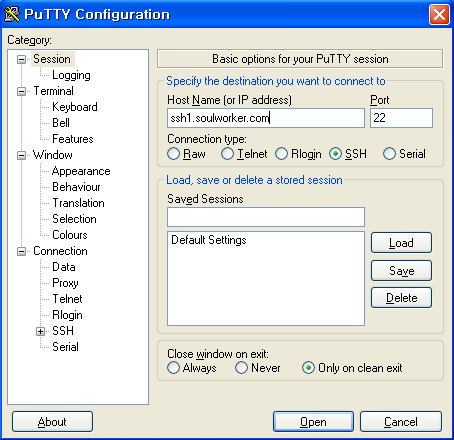 PuTTY Configuration
Category:
Session
Logging
Terminal
Keyboard
Bell
Features
Window
Appearance
Behaviour
Translation
Selection
Colours
Connection
Data
Proxy
Telnet
Rlogin
SSH
Serial
Basic options for your PuTTY session
Specify the destination you want to connect to
Host Name (or IP address) Port
ssh1.soulworker.com 22
Connection type:
Raw Telnet Rlogin SSH Serial
Load, save or delete a stored session
Saved Sessions
Default Settings
Load
Save
Delete
Close window on exit:
Always Never Only on clean exit
About Open Cancel